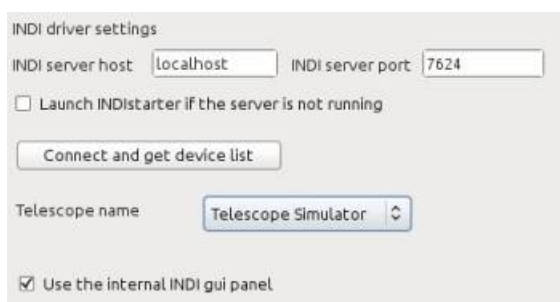 INDI driver settings
INDI server host localhost INDI server port 7624
Launch INDIstarter if the server is not running
Connect and get device list
Telescope name Telescope Simulator
Use the internal INDI gui panel